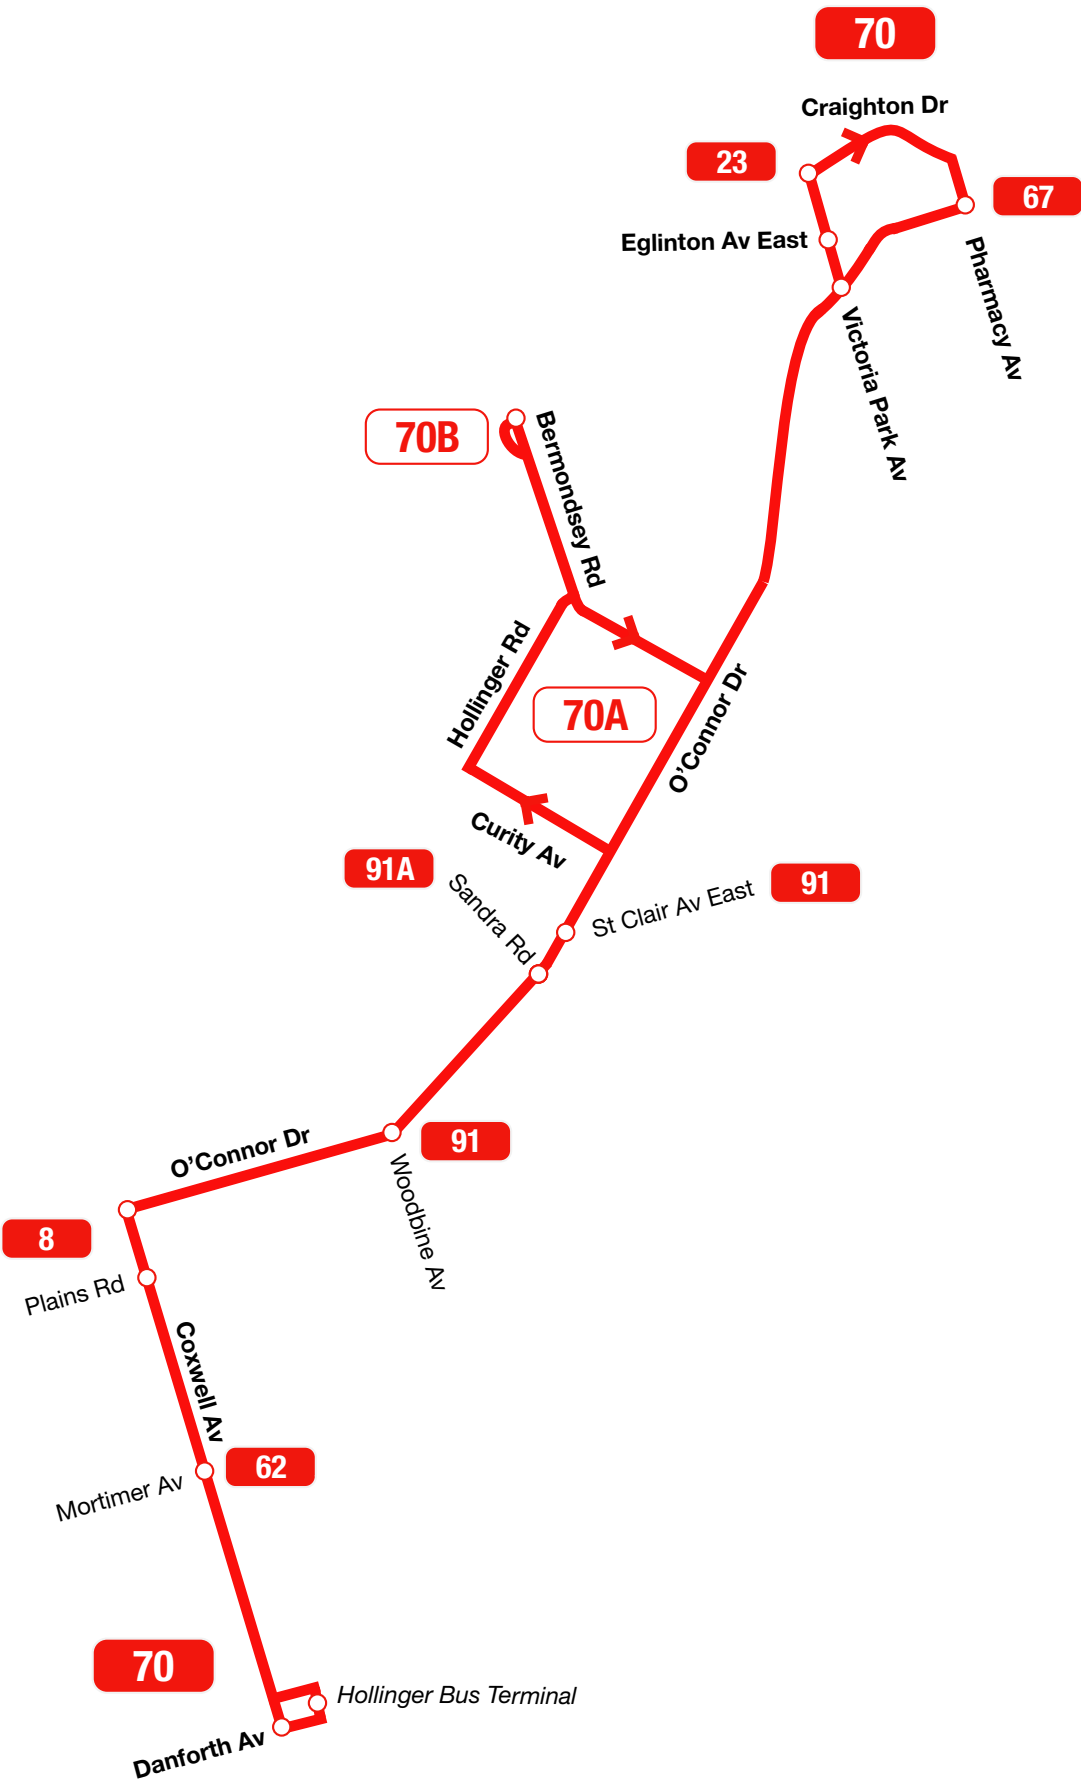 70
Craighton Dr
23
67
Eglinton Av East
Pharmacy Av
Victoria Park Av
70B
Bermondsey Rd
Hollinger Rd
70A
O'Connor Dr
Curity Av
91A
Sandra Rd
St Clair Av East
91
O'Connor Dr
91
Woodbine Av
8
Plains Rd
Coxwell Av
62
Mortimer Av
70
Hollinger Bus Terminal
Danforth Av